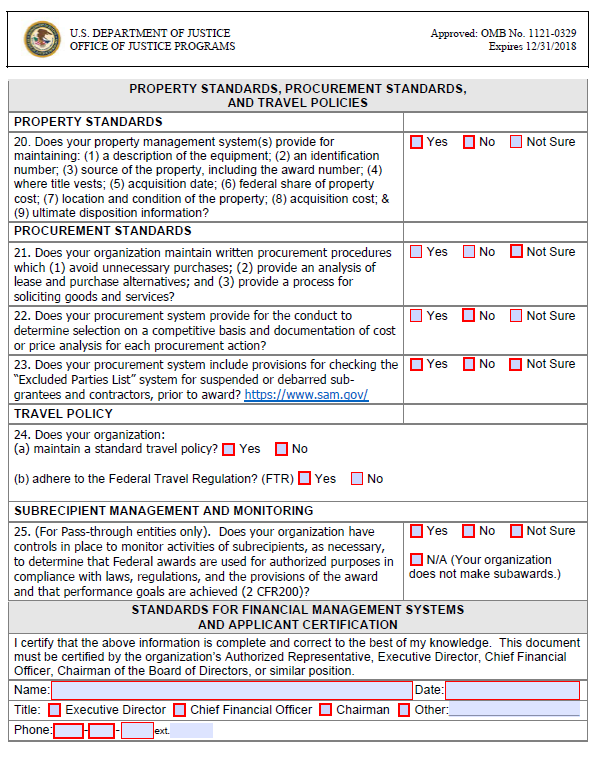 U.S. DEPARTMENT OF JUSTICE
OFFICE OF JUSTICE PROGRAMS
Approved: OMB No. 1121-0329
Expires 12/31/2018
PROPERTY STANDARDS, PROCUREMENT STANDARDS,
AND TRAVEL POLICIES
PROPERTY STANDARDS
20. Does your property management system(s) provide for
maintaining: (1) a description of the equipment; (2) an identification
number; (3) source of the property, including the award number; (4)
where title vests; (5) acquisition date; (6) federal share of property
cost; (7) location and condition of the property; (8) acquisition cost; &
(9) ultimate disposition information?
Yes No Not Sure
PROCUREMENT STANDARDS
21. Does your organization maintain written procurement procedures
which (1) avoid unnecessary purchases; (2) provide an analysis of
lease and purchase alternatives; and (3) provide a process for
soliciting goods and services?
Yes No Not Sure
22. Does your procurement system provide for the conduct to
determine selection on a competitive basis and documentation of cost
or price analysis for each procurement action?
Yes No Not Sure
23. Does your procurement system include provisions for checking the
"Excluded Parties List" system for suspended or debarred sub-
grantees and contractors, prior to award? https://www.sam.gov/
Yes No Not Sure
TRAVEL POLICY
24. Does your organization:
(a) maintain a standard travel policy? Yes No
(b) adhere to the Federal Travel Regulation? (FTR) Yes No
SUBRECIPIENT MANAGEMENT AND MONITORING
25. (For Pass-through entities only). Does your organization have
controls in place to monitor activities of subrecipients, as necessary,
to determine that Federal awards are used for authorized purposes in
compliance with laws, regulations, and the provisions of the award
and that performance goals are achieved (2 CFR200)?
Yes No Not Sure
N/A (Your organization
does not make subawards.)
STANDARDS FOR FINANCIAL MANAGEMENT SYSTEMS
AND APPLICANT CERTIFICATION
I certify that the above information is complete and correct to the best of my knowledge. This document
must be certified by the organization's Authorized Representative, Executive Director, Chief Financial
Officer, Chairman of the Board of Directors, or similar position.
Name: Date:
Title: Executive Director Chief Financial Officer Chairman Other:
Phone: - - ext.